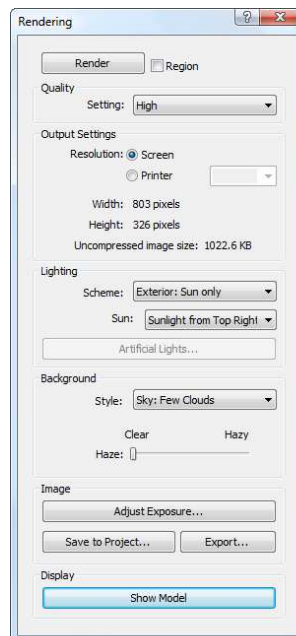 Rendering
Render Region
Quality
Setting: High
Output Settings
Resolution: Screen
Printer
Width: 803 pixels
Height: 326 pixels
Uncompressed image size: 1022.6 KB
Lighting
Scheme: Exterior: Sun only
Sun: Sunlight from Top Right
Artificial Lights...
Background
Style: Sky: Few Clouds
Clear Hazy
Haze:
Image
Adjust Exposure...
Save to Project... Export...
Display
Show Model